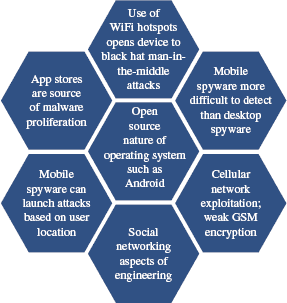 Use of
WiFi hotspots
opens device to
black hat man-in-
the-middle
attacks
App stores
are source
of malware
proliferation
Mobile
spyware more
difficult to detect
than desktop
spyware
Open
source
nature of
operating system
such as
Android
Mobile
spyware can
launch attacks
based on user
location
Cellular
network
exploitation;
weak GSM
encryption
Social
networking
aspects of
engineering